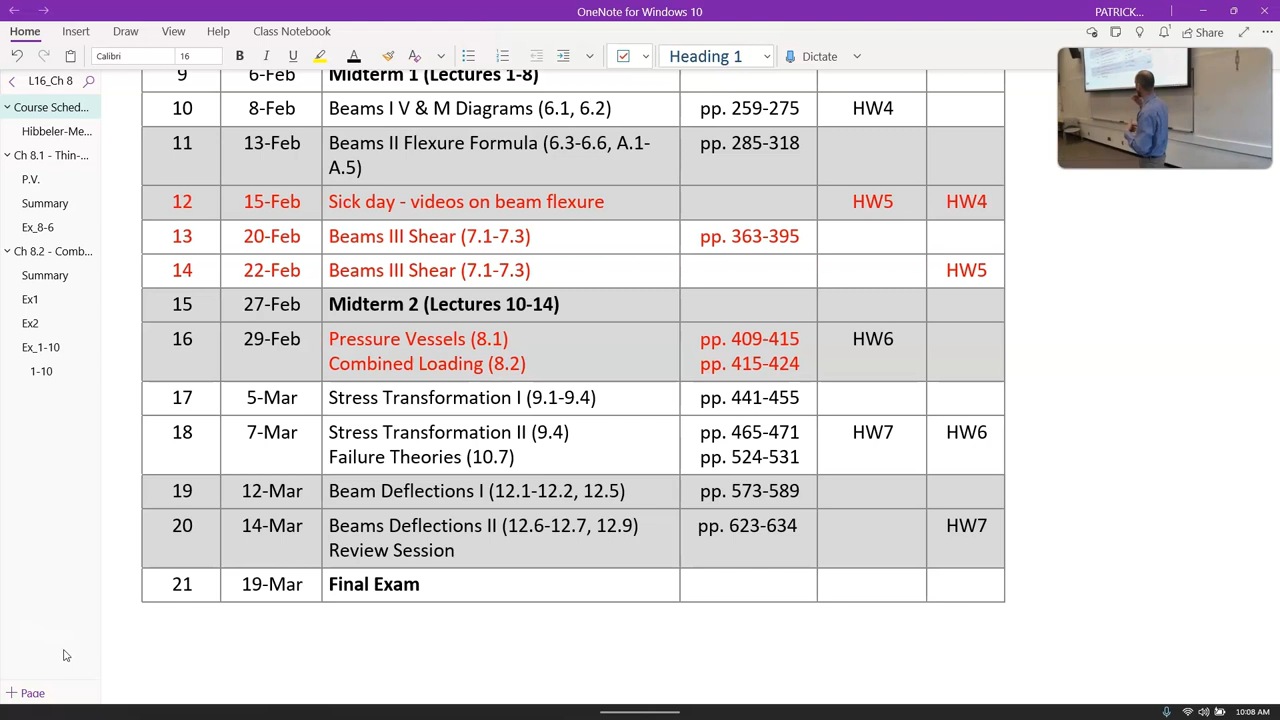 OneNote for Windows 10
PATRICK...
Home Insert Draw View Help Class Notebook
Share
Calibri 16 B I U A Heading 1 Dictate
L16_Ch 8
Course Sched...
Hibbeler-Me...
Ch 8.1 - Thin-...
P.V.
Summary
Ex_8-6
Ch 8.2 - Comb...
Summary
Ex1
Ex2
Ex_1-10
1-10
Page
9 6-Feb Midterm 1 (Lectures 1-8)
10 8-Feb Beams I V & M Diagrams (6.1, 6.2) pp. 259-275 HW4
11 13-Feb Beams II Flexure Formula (6.3-6.6, A.1- pp. 285-318
A.5)
12 15-Feb Sick day - videos on beam flexure HW5 HW4
13 20-Feb Beams III Shear (7.1-7.3) pp. 363-395
14 22-Feb Beams III Shear (7.1-7.3) HW5
15 27-Feb Midterm 2 (Lectures 10-14)
16 29-Feb Pressure Vessels (8.1) pp. 409-415 HW6
Combined Loading (8.2) pp. 415-424
17 5-Mar Stress Transformation I (9.1-9.4) pp. 441-455
18 7-Mar Stress Transformation II (9.4) pp. 465-471 HW7 HW6
Failure Theories (10.7) pp. 524-531
19 12-Mar Beam Deflections I (12.1-12.2, 12.5) pp. 573-589
20 14-Mar Beams Deflections II (12.6-12.7, 12.9) pp. 623-634 HW7
Review Session
21 19-Mar Final Exam
10:08 AM